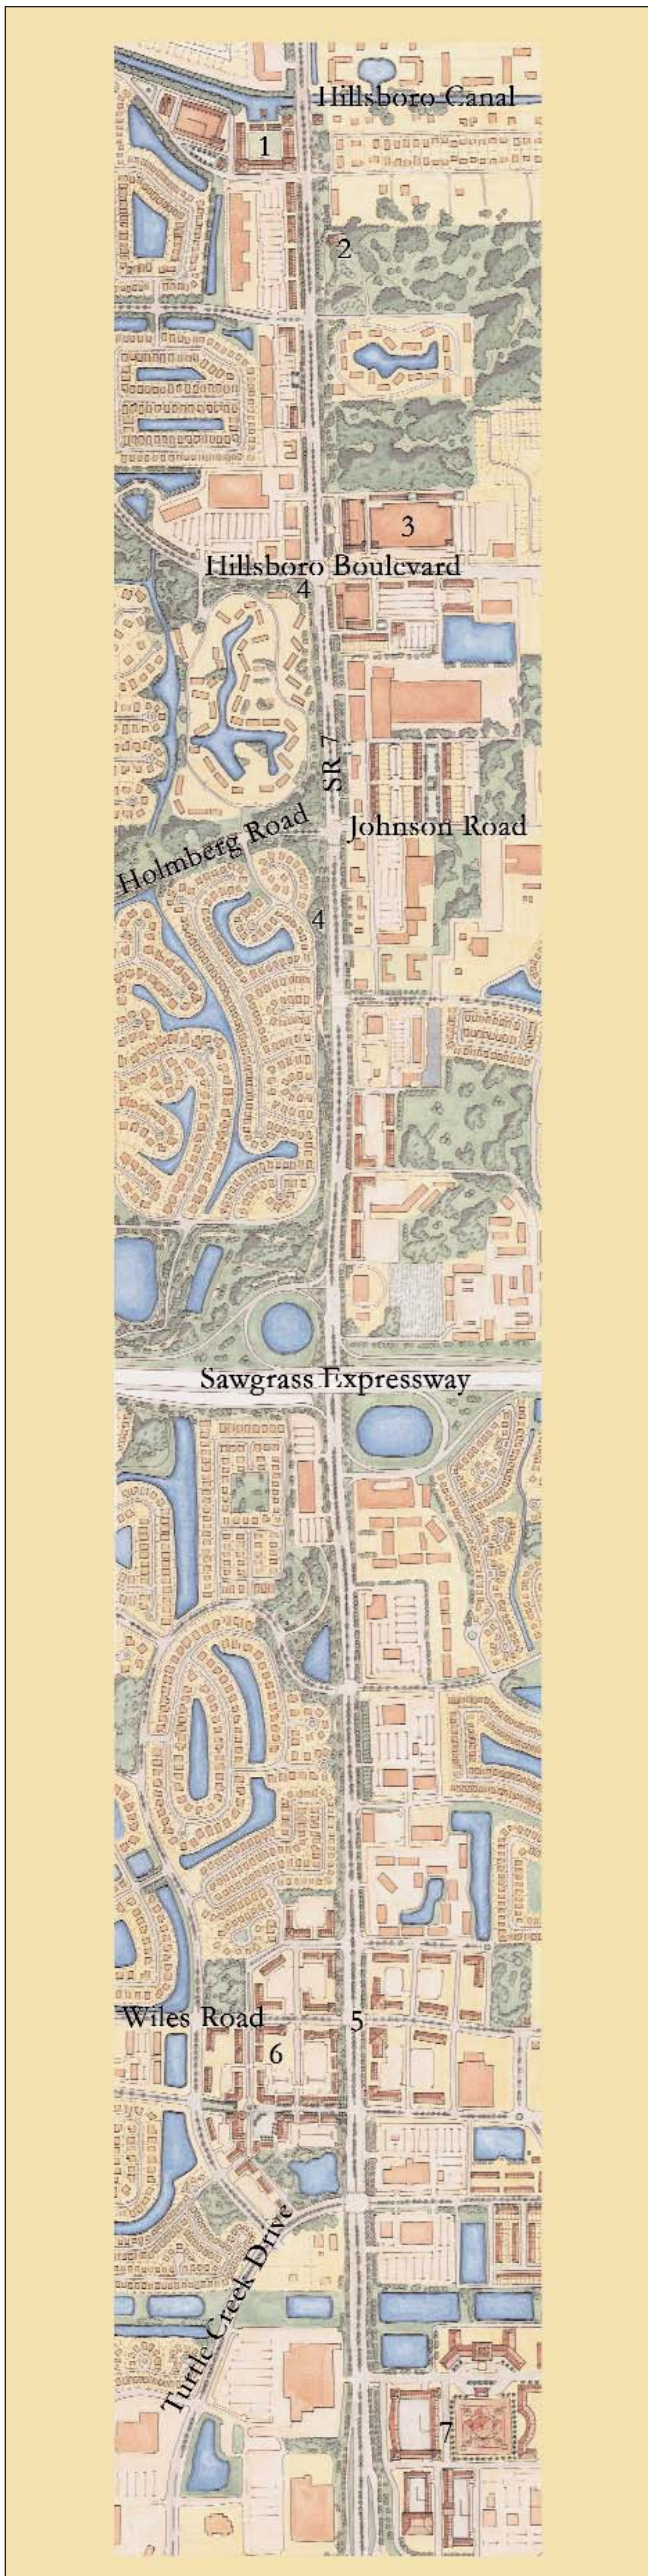 Hillsboro Canal
1
2
3
Hillsboro Boulevard
4
SR 7
Holmberg Road
Johnson Road
4
Sawgrass Expressway
Wiles Road
5
6
Turtle Creek Drive
7